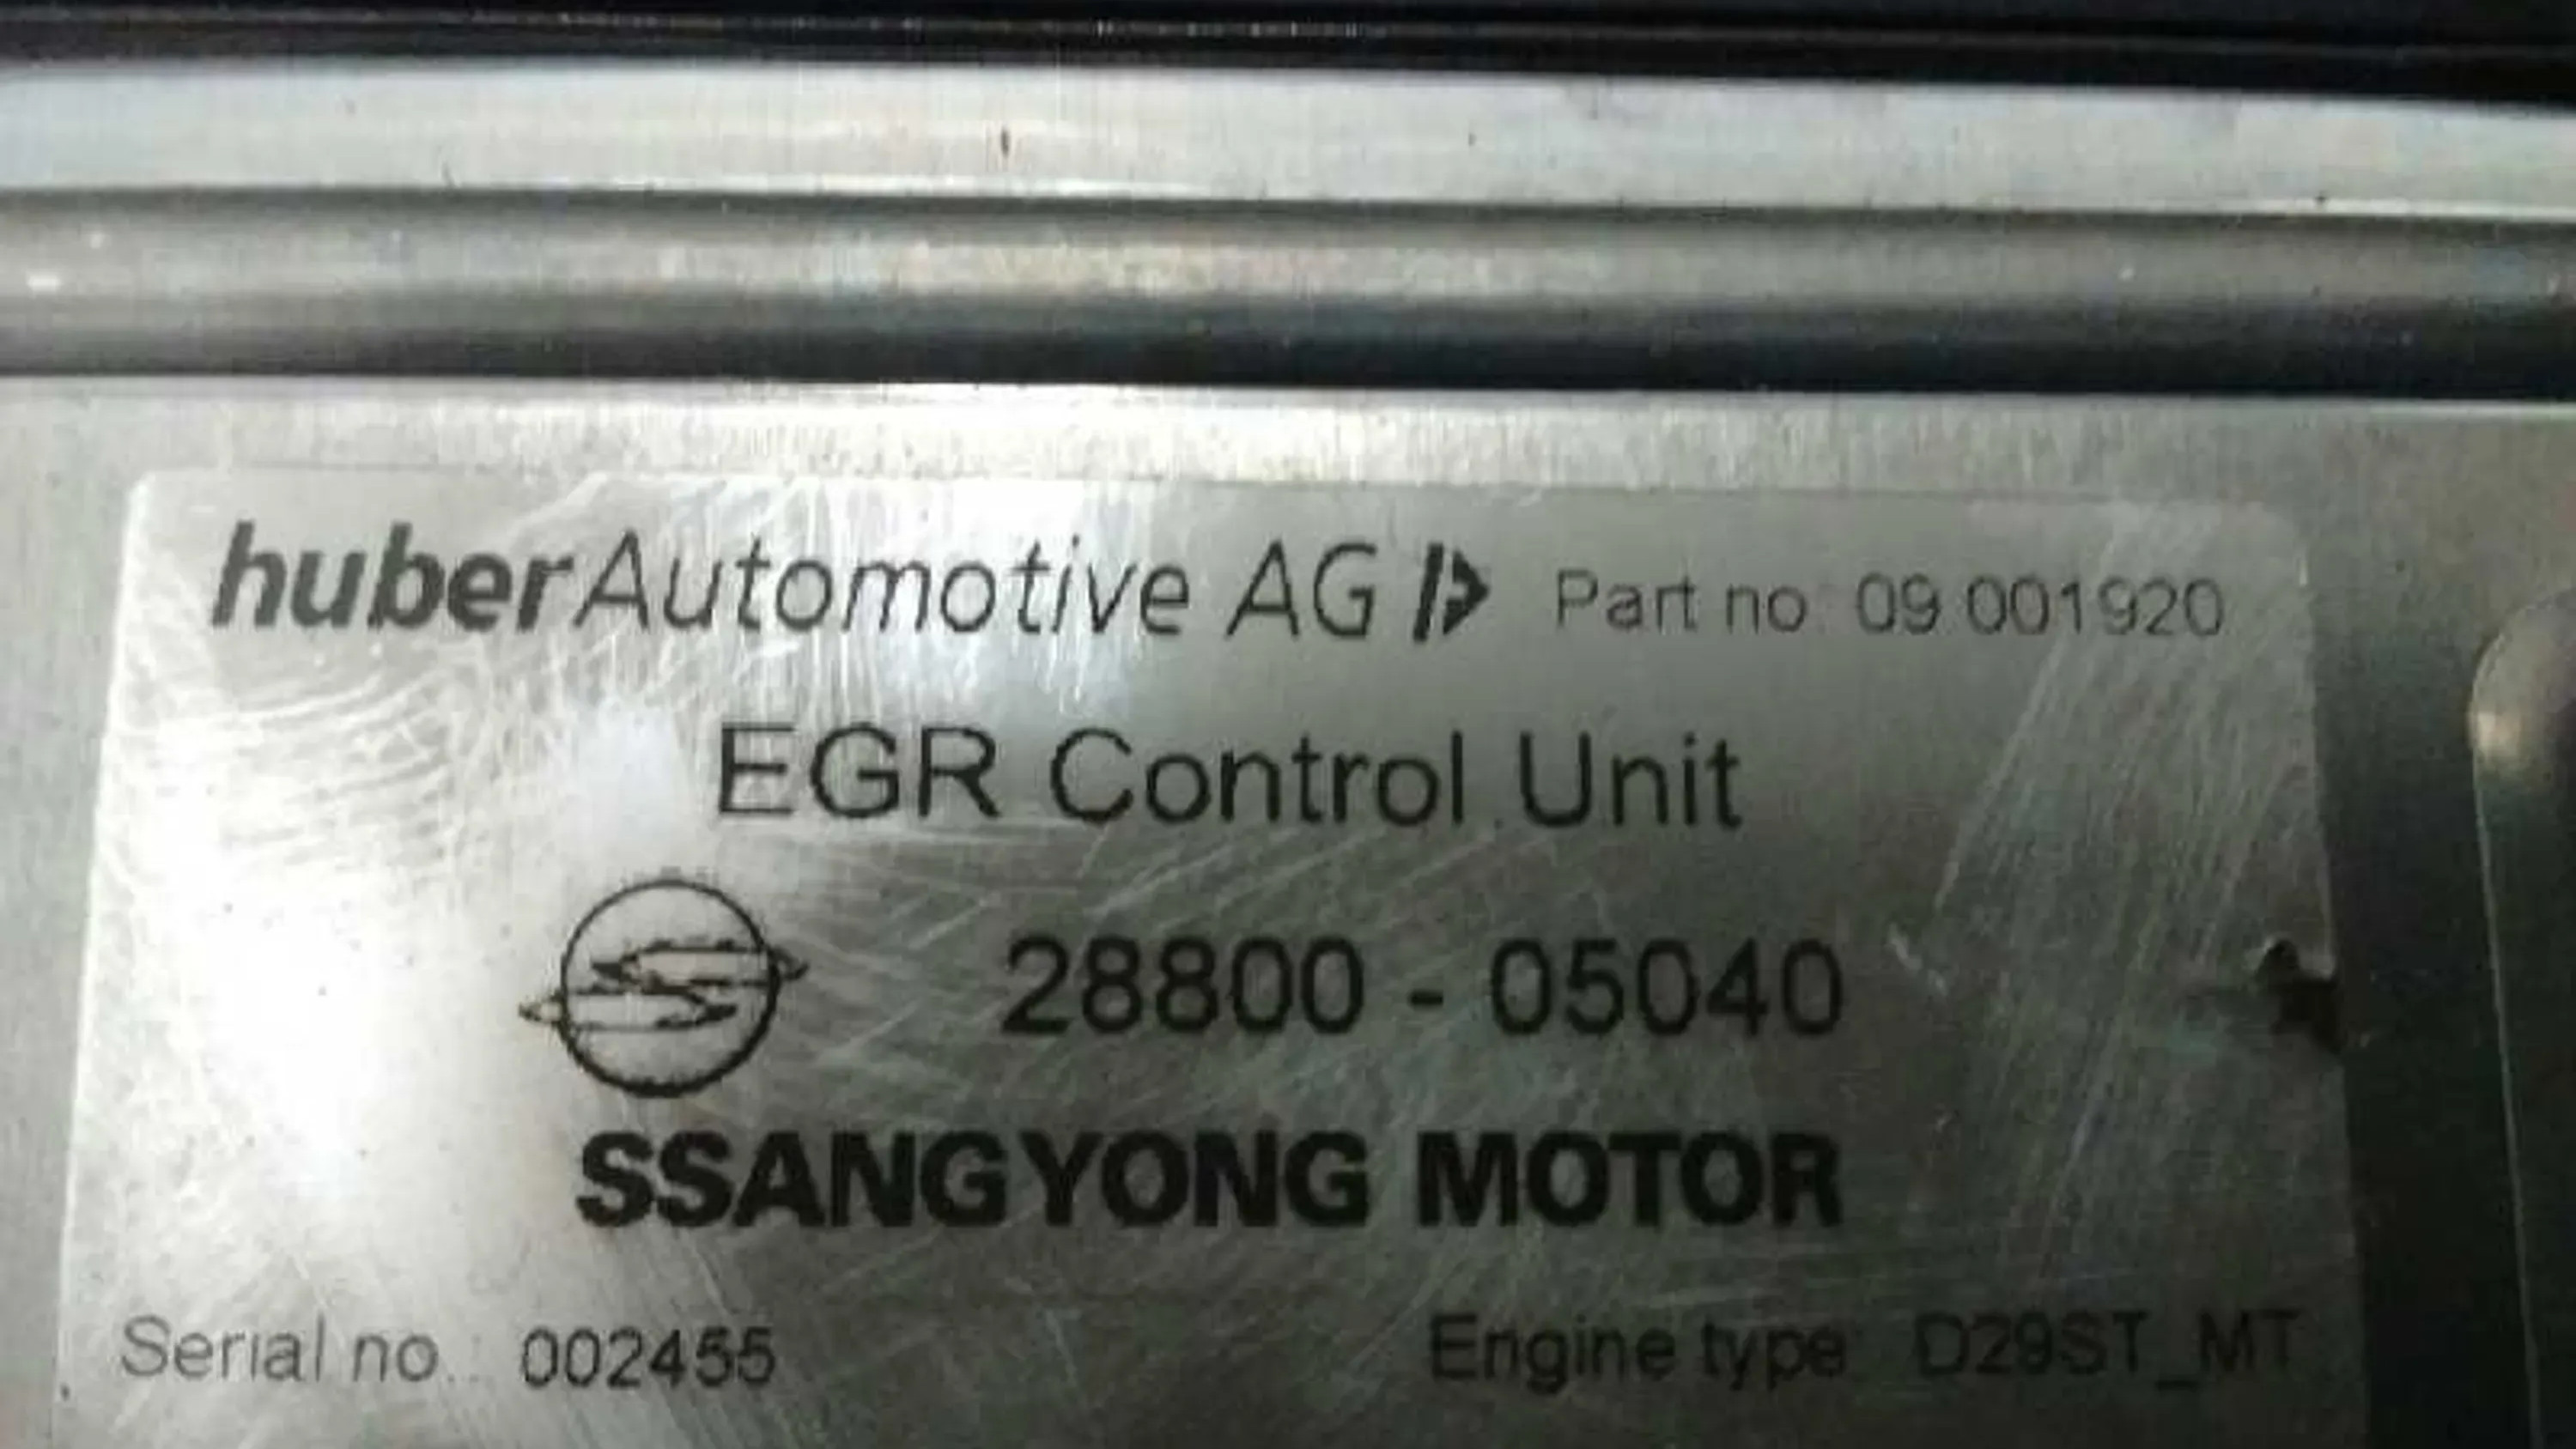 huber Automotive AG Part no 09 001920
EGR Control Unit
28800 - 05040
SSANGYONG MOTOR
Serial no.: 002455 Engine type: D29ST_MT